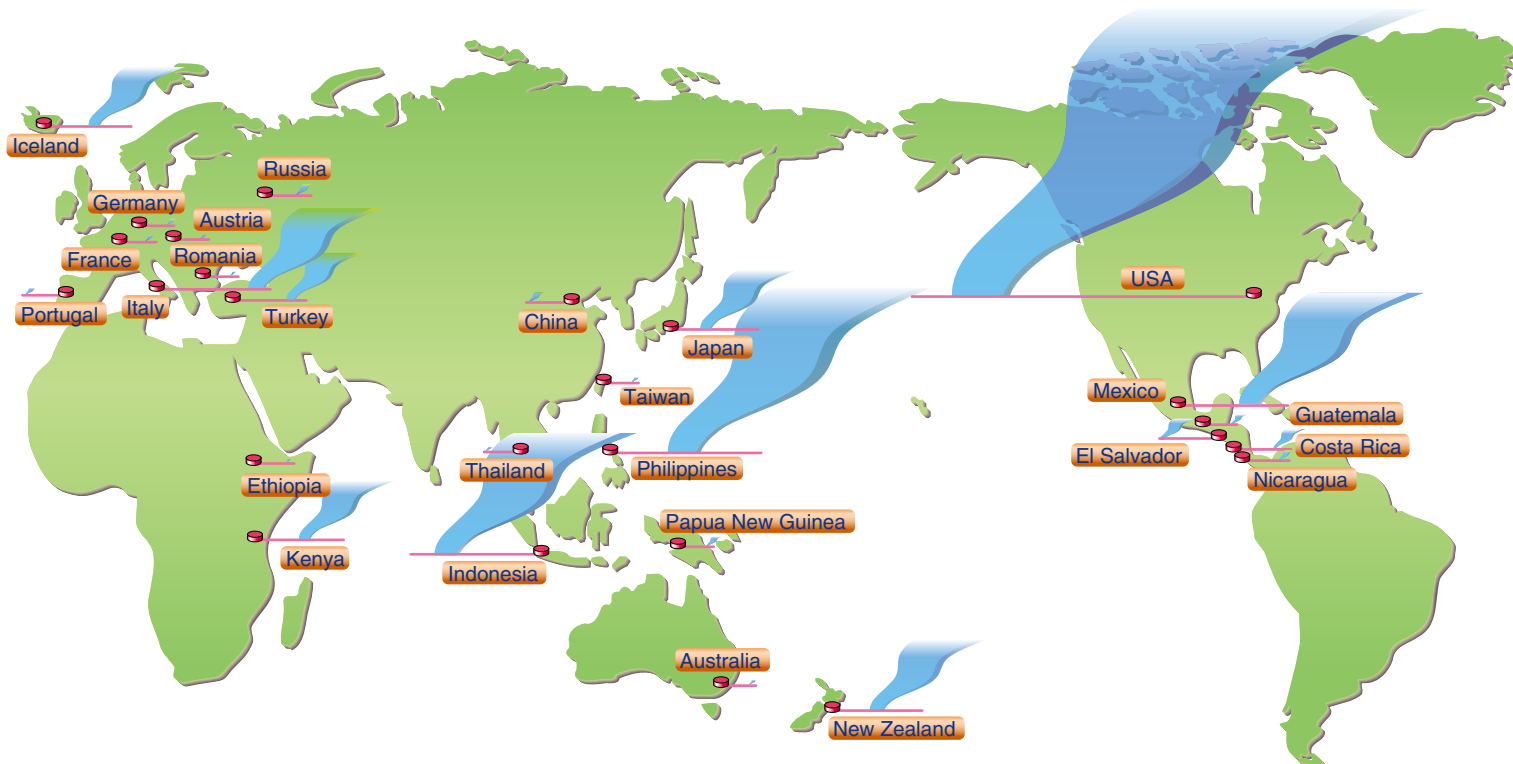 Iceland
Russia
Germany
Austria
France
Romania
Portugal
Italy
Turkey
China
Japan
USA
Taiwan
Mexico
Guatemala
El Salvador
Costa Rica
Nicaragua
Thailand
Philippines
Ethiopia
Kenya
Papua New Guinea
Indonesia
Australia
New Zealand